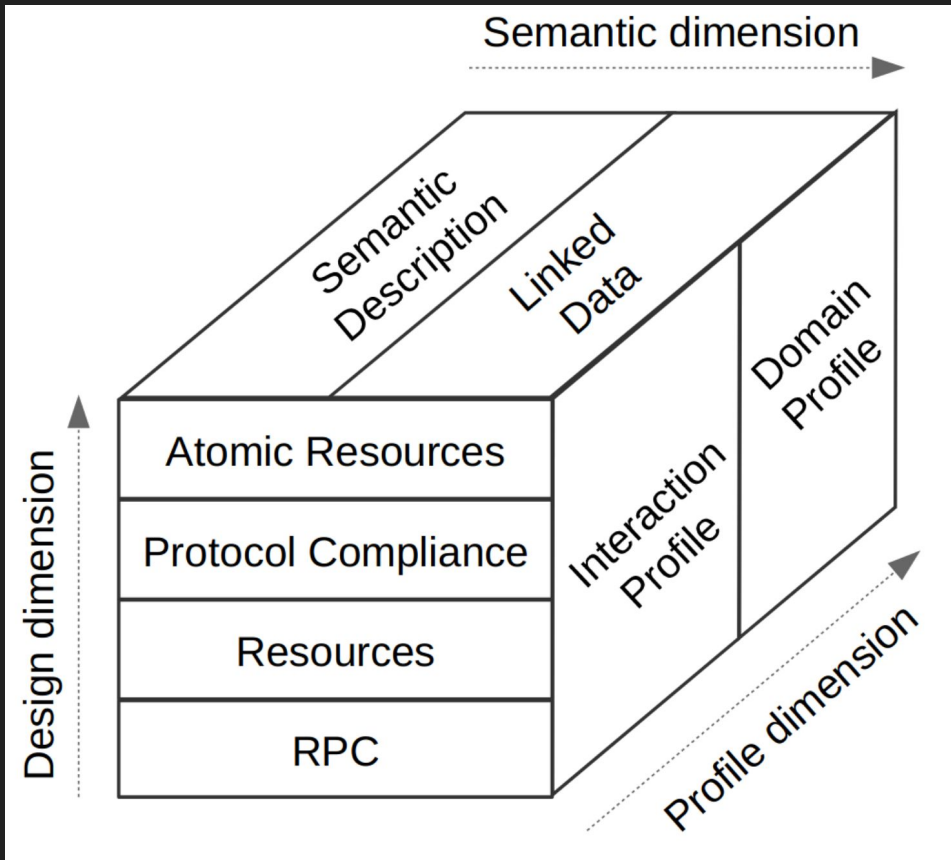 Semantic dimension
Semantic
Description
Linked
Data
Domain
Profile
Interaction
Profile
Atomic Resources
Protocol Compliance
Resources
RPC
Design dimension
Profile dimension